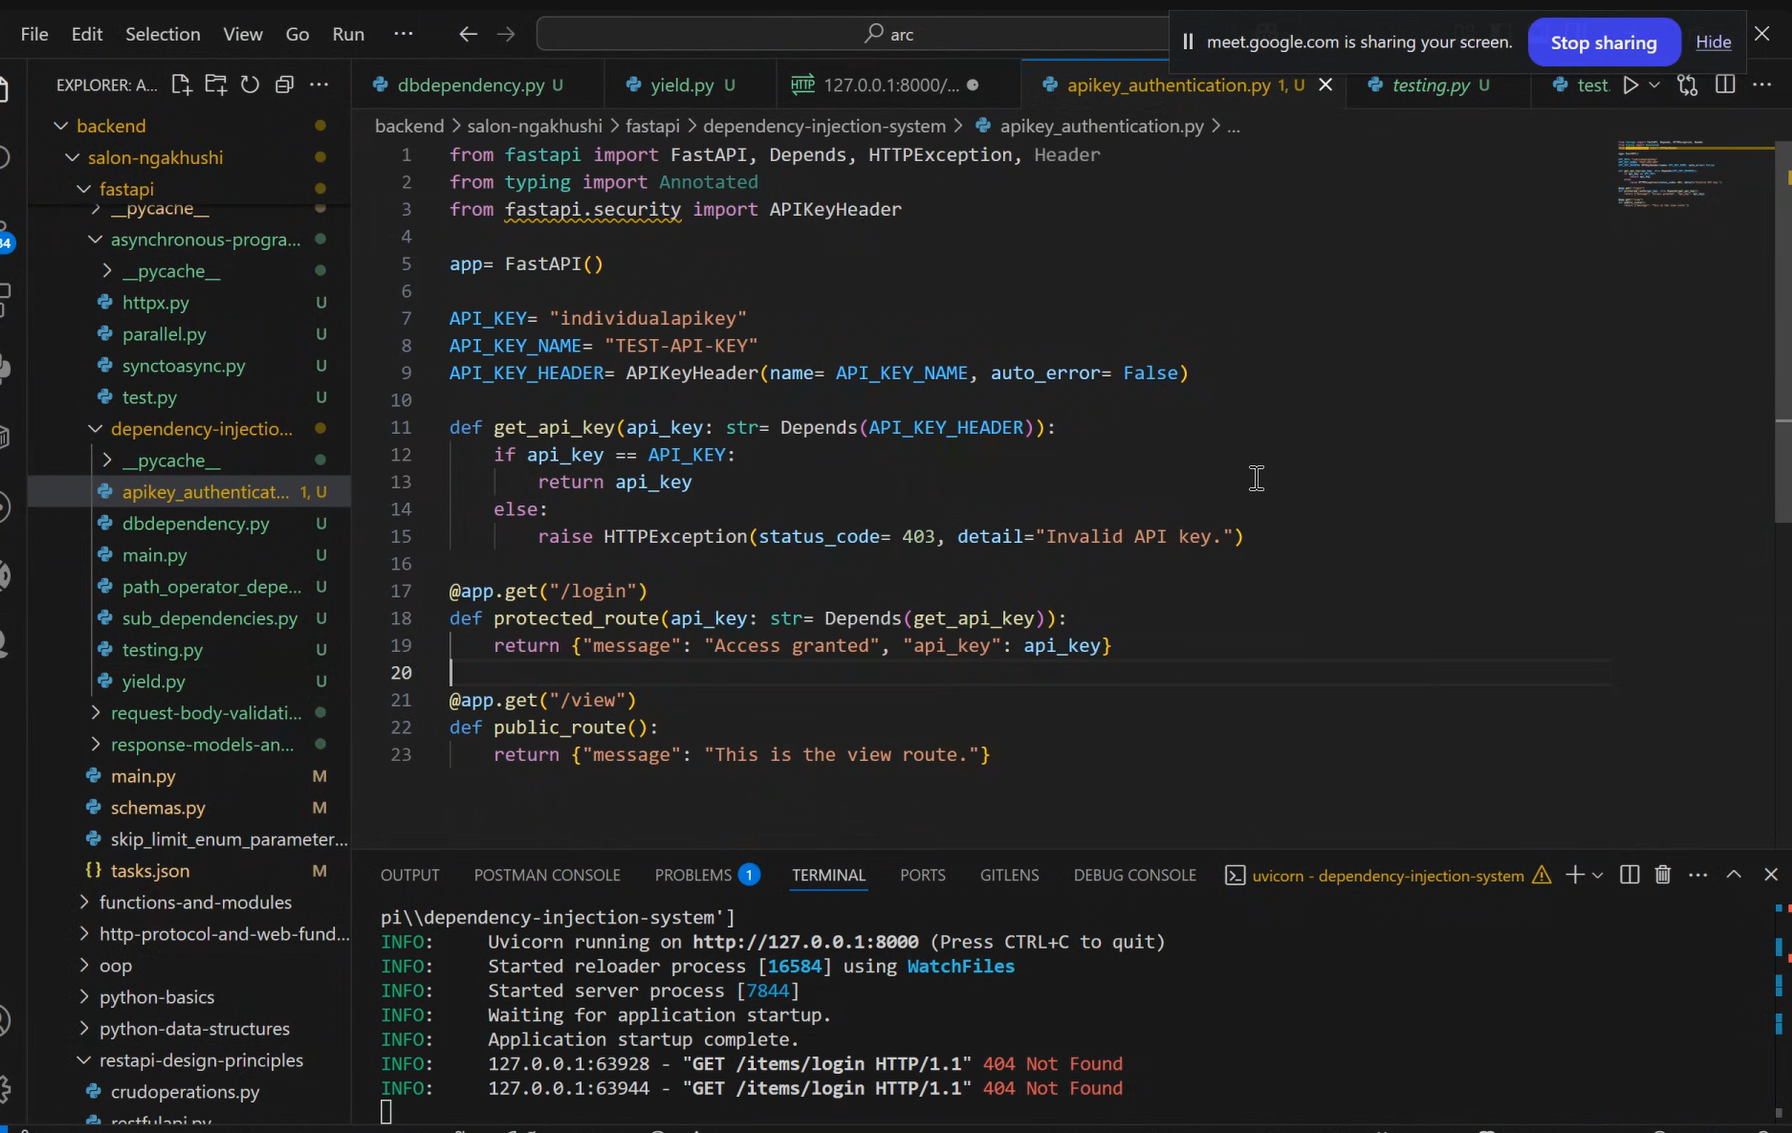 File Edit Selection View Go Run ··· arc
meet.google.com is sharing your screen. Stop sharing Hide
EXPLORER: A... ···
dbdependency.py U yield.py U HTTP 127.0.0.1:8000/... apikey_authentication.py 1, U testing.py U test.
backend > salon-ngakhushi > fastapi > dependency-injection-system > apikey_authentication.py > ...
backend
salon-ngakhushi
fastapi
__pycache__
asynchronous-progra...
__pycache__
httpx.py U
parallel.py U
synctoasync.py U
test.py U
dependency-injectio...
__pycache__
apikey_authenticat... 1, U
dbdependency.py U
main.py U
path_operator_depe... U
sub_dependencies.py U
testing.py U
yield.py U
request-body-validati...
response-models-an...
main.py M
schemas.py M
skip_limit_enum_parameter...
{} tasks.json M
functions-and-modules
http-protocol-and-web-fund...
oop
python-basics
python-data-structures
restapi-design-principles
crudoperations.py
restfulapi.py
34
1 from fastapi import FastAPI, Depends, HTTPException, Header
2 from typing import Annotated
3 from fastapi.security import APIKeyHeader
4
5 app= FastAPI()
6
7 API_KEY= "individualapikey"
8 API_KEY_NAME= "TEST-API-KEY"
9 API_KEY_HEADER= APIKeyHeader(name= API_KEY_NAME, auto_error= False)
10
11 def get_api_key(api_key: str= Depends(API_KEY_HEADER)):
12 if api_key == API_KEY:
13 return api_key
14 else:
15 raise HTTPException(status_code= 403, detail="Invalid API key.")
16
17 @app.get("/login")
18 def protected_route(api_key: str= Depends(get_api_key)):
19 return {"message": "Access granted", "api_key": api_key}
20
21 @app.get("/view")
22 def public_route():
23 return {"message": "This is the view route."}
OUTPUT POSTMAN CONSOLE PROBLEMS 1 TERMINAL PORTS GITLENS DEBUG CONSOLE uvicorn - dependency-injection-system
pi\\dependency-injection-system']
INFO: Uvicorn running on http://127.0.0.1:8000 (Press CTRL+C to quit)
INFO: Started reloader process [16584] using WatchFiles
INFO: Started server process [7844]
INFO: Waiting for application startup.
INFO: Application startup complete.
INFO: 127.0.0.1:63928 - "GET /items/login HTTP/1.1" 404 Not Found
INFO: 127.0.0.1:63944 - "GET /items/login HTTP/1.1" 404 Not Found